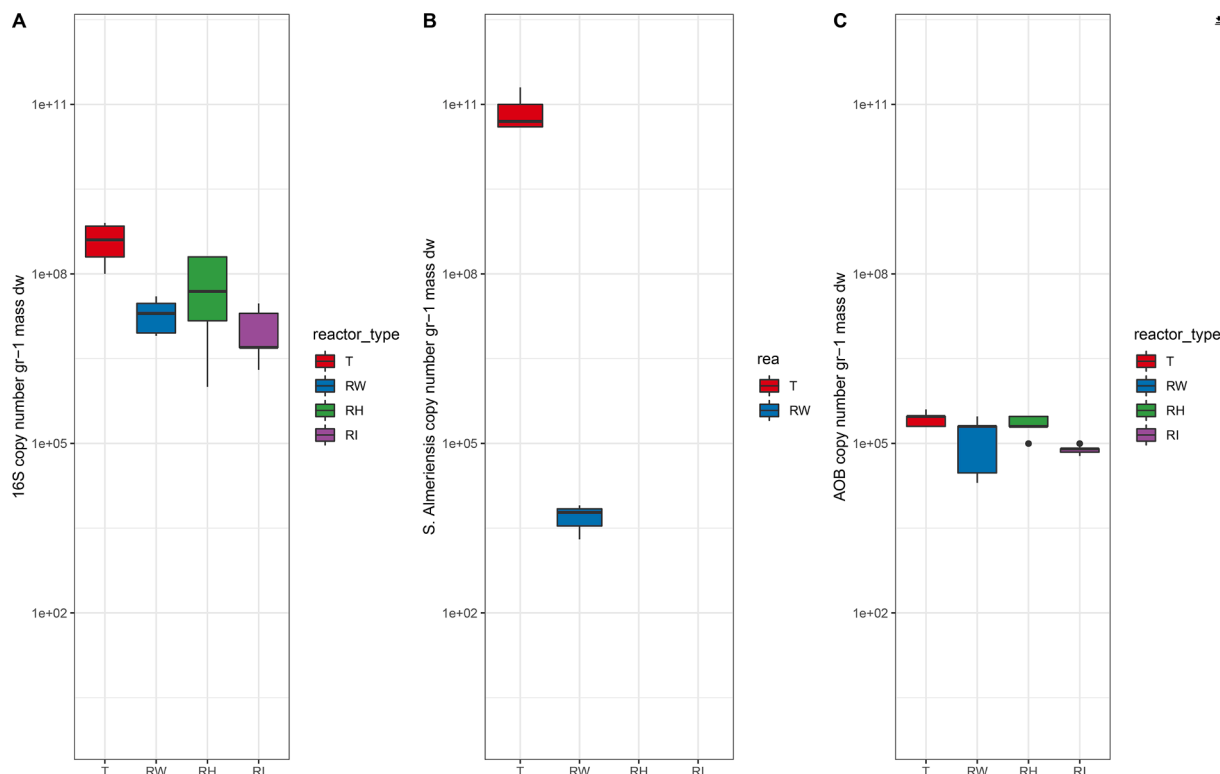 A
16S copy number gr−1 mass dw
1e+11
1e+08
1e+05
1e+02
T
RW
RH
RI
reactor_type
T
RW
RH
RI
B
S. Almeriensis copy number gr−1 mass dw
1e+11
1e+08
1e+05
1e+02
T
RW
RH
RI
rea
T
RW
C
AOB copy number gr−1 mass dw
1e+11
1e+08
1e+05
1e+02
T
RW
RH
RI
reactor_type
T
RW
RH
RI